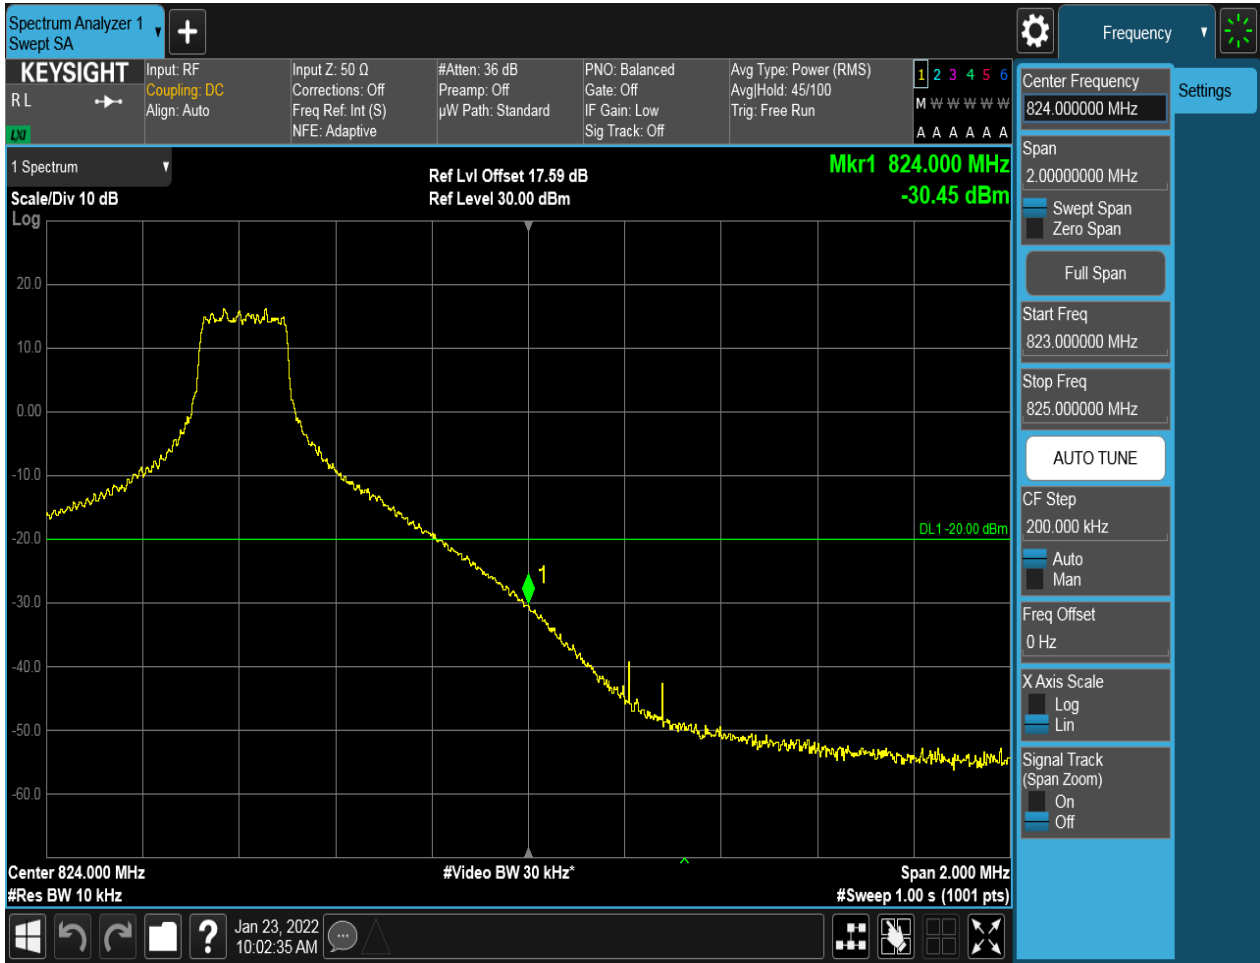 Spectrum Analyzer 1
Swept SA
Frequency
KEYSIGHT
R L
LXI
Input: RF
Coupling: DC
Align: Auto
Input Z: 50 Ω
Corrections: Off
Freq Ref: Int (S)
NFE: Adaptive
#Atten: 36 dB
Preamp: Off
µW Path: Standard
PNO: Balanced
Gate: Off
IF Gain: Low
Sig Track: Off
Avg Type: Power (RMS)
Avg|Hold: 45/100
Trig: Free Run
1 2 3 4 5 6
M W W W W W
A A A A A A
1 Spectrum
Scale/Div 10 dB
Log
Ref Lvl Offset 17.59 dB
Ref Level 30.00 dBm
Mkr1 824.000 MHz
-30.45 dBm
20.0
10.0
0.00
-10.0
-20.0
-30.0
-40.0
-50.0
-60.0
DL1 -20.00 dBm
1
Center 824.000 MHz
#Video BW 30 kHz*
Span 2.000 MHz
#Res BW 10 kHz
#Sweep 1.00 s (1001 pts)
Center Frequency
824.000000 MHz
Span
2.00000000 MHz
Swept Span
Zero Span
Full Span
Start Freq
823.000000 MHz
Stop Freq
825.000000 MHz
AUTO TUNE
CF Step
200.000 kHz
Auto
Man
Freq Offset
0 Hz
X Axis Scale
Log
Lin
Signal Track
(Span Zoom)
On
Off
Settings
?
Jan 23, 2022
10:02:35 AM